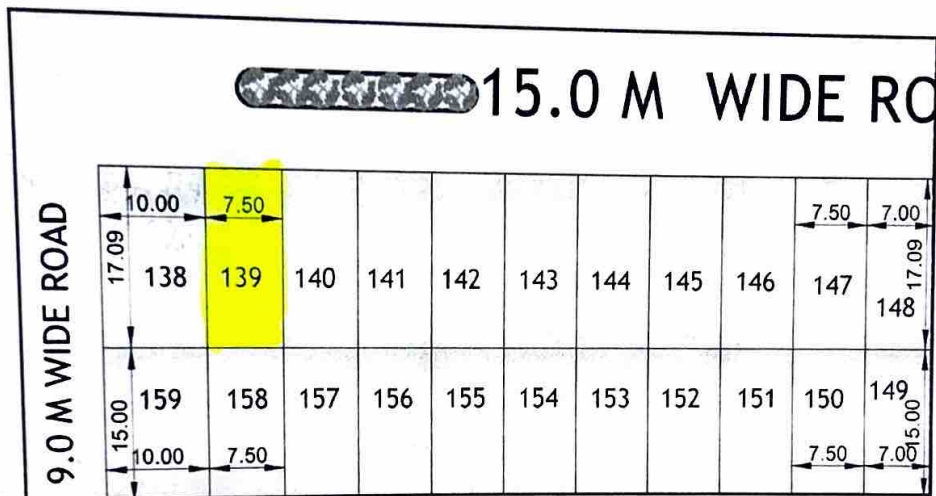 15.0 M WIDE RO
9.0 M WIDE ROAD
10.00 7.50 7.50 7.00
17.09 17.09
138 139 140 141 142 143 144 145 146 147 148
159 158 157 156 155 154 153 152 151 150 149
15.00 15.00
10.00 7.50 7.50 7.00